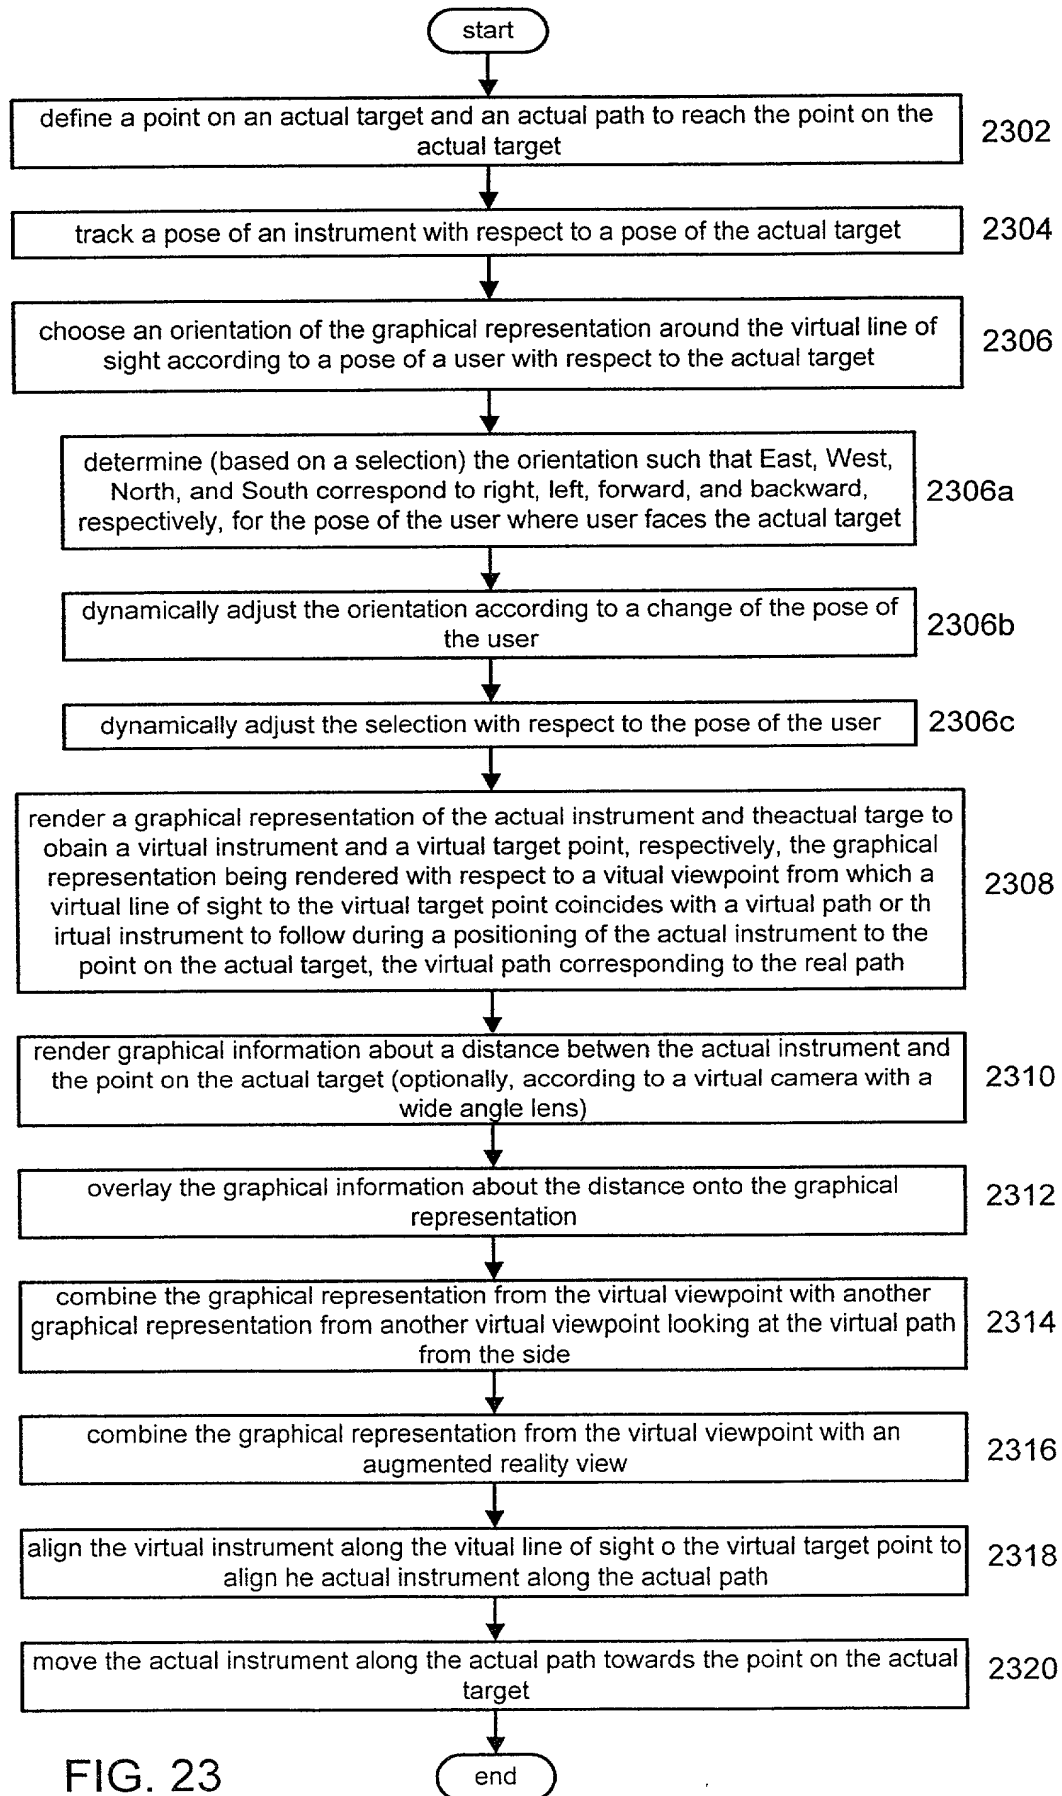 start
define a point on an actual target and an actual path to reach the point on the
actual target
2302
track a pose of an instrument with respect to a pose of the actual target
2304
choose an orientation of the graphical representation around the virtual line of
sight according to a pose of a user with respect to the actual target
2306
determine (based on a selection) the orientation such that East, West,
North, and South correspond to right, left, forward, and backward,
respectively, for the pose of the user where user faces the actual target
2306a
dynamically adjust the orientation according to a change of the pose of
the user
2306b
dynamically adjust the selection with respect to the pose of the user
2306c
render a graphical representation of the actual instrument and theactual targe to
obain a virtual instrument and a virtual target point, respectively, the graphical
representation being rendered with respect to a vitual viewpoint from which a
virtual line of sight to the virtual target point coincides with a virtual path or th
irtual instrument to follow during a positioning of the actual instrument to the
point on the actual target, the virtual path corresponding to the real path
2308
render graphical information about a distance betwen the actual instrument and
the point on the actual target (optionally, according to a virtual camera with a
wide angle lens)
2310
overlay the graphical information about the distance onto the graphical
representation
2312
combine the graphical representation from the virtual viewpoint with another
graphical representation from another virtual viewpoint looking at the virtual path
from the side
2314
combine the graphical representation from the virtual viewpoint with an
augmented reality view
2316
align the virtual instrument along the vitual line of sight o the virtual target point to
align he actual instrument along the actual path
2318
move the actual instrument along the actual path towards the point on the actual
target
2320
end
FIG. 23